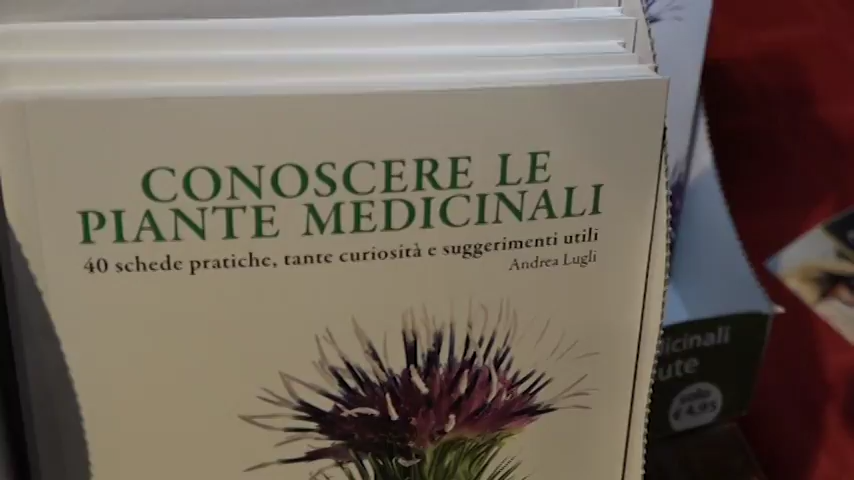 CONOSCERE LE
PIANTE MEDICINALI
40 schede pratiche, tante curiosità e suggerimenti utili
Andrea Lugli
dicinali
ute
solo
€ 4,95